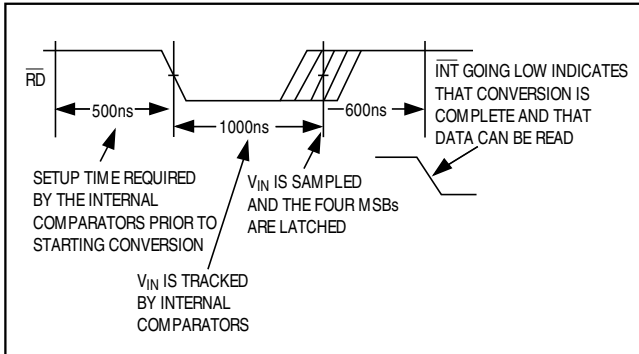 RD
500ns
1000ns
600ns
INT GOING LOW INDICATES
THAT CONVERSION IS
COMPLETE AND THAT
DATA CAN BE READ
SETUP TIME REQUIRED
BY THE INTERNAL
COMPARATORS PRIOR TO
STARTING CONVERSION
VIN IS SAMPLED
AND THE FOUR MSBs
ARE LATCHED
VIN IS TRACKED
BY INTERNAL
COMPARATORS